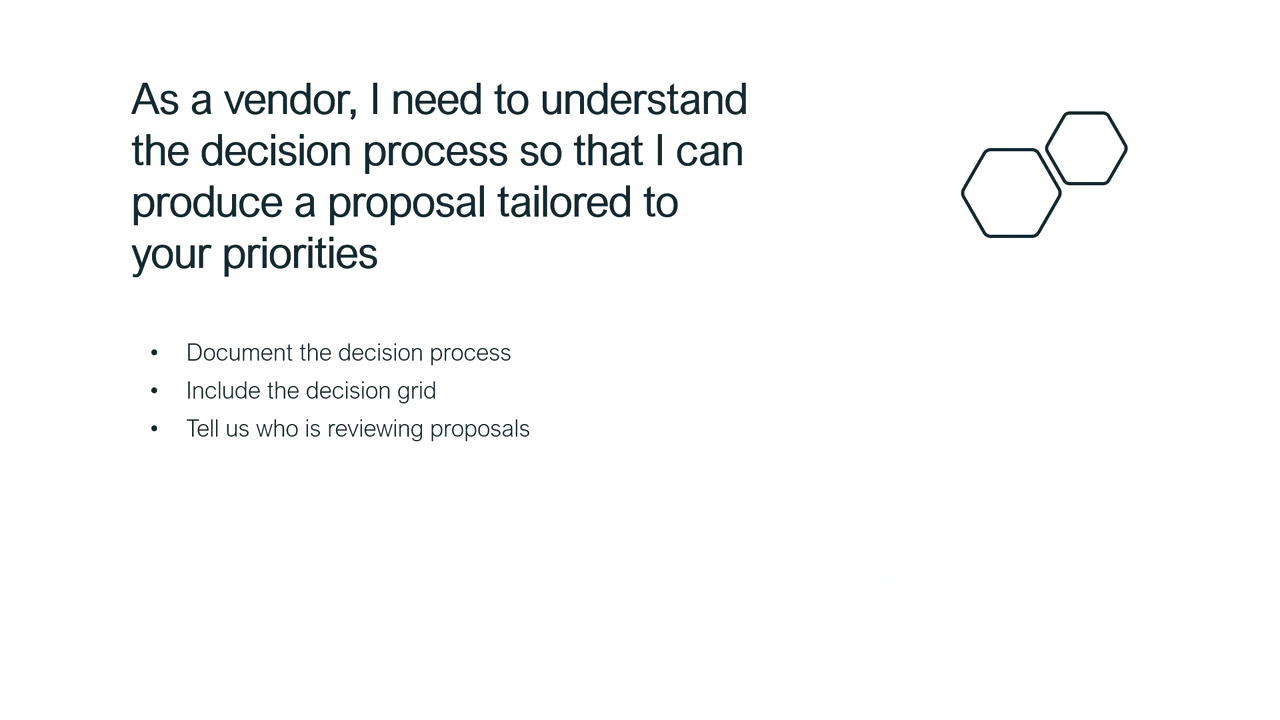 As a vendor, I need to understand
the decision process so that I can
produce a proposal tailored to
your priorities
• Document the decision process
• Include the decision grid
• Tell us who is reviewing proposals